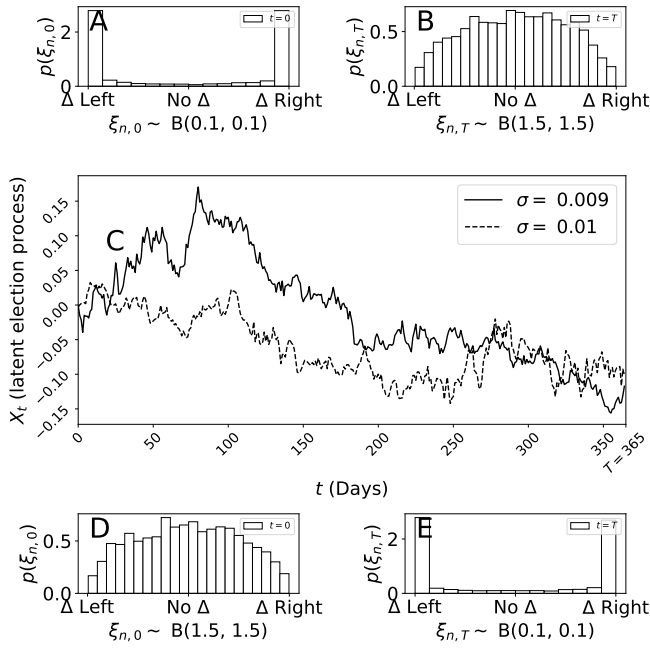 A
t = 0
p(ξn,0)
2
0
Δ Left
No Δ
Δ Right
ξn,0 ~ B(0.1, 0.1)
B
t = T
p(ξn,T)
0.5
0.0
Δ Left
No Δ
Δ Right
ξn,T ~ B(1.5, 1.5)
C
σ = 0.009
σ = 0.01
Xt (latent election process)
0.15
0.10
0.05
0.00
−0.05
−0.10
−0.15
0
50
100
150
200
250
300
350
T = 365
t (Days)
D
t = 0
p(ξn,0)
0.5
0.0
Δ Left
No Δ
Δ Right
ξn,0 ~ B(1.5, 1.5)
E
t = T
p(ξn,T)
2
0
Δ Left
No Δ
Δ Right
ξn,T ~ B(0.1, 0.1)